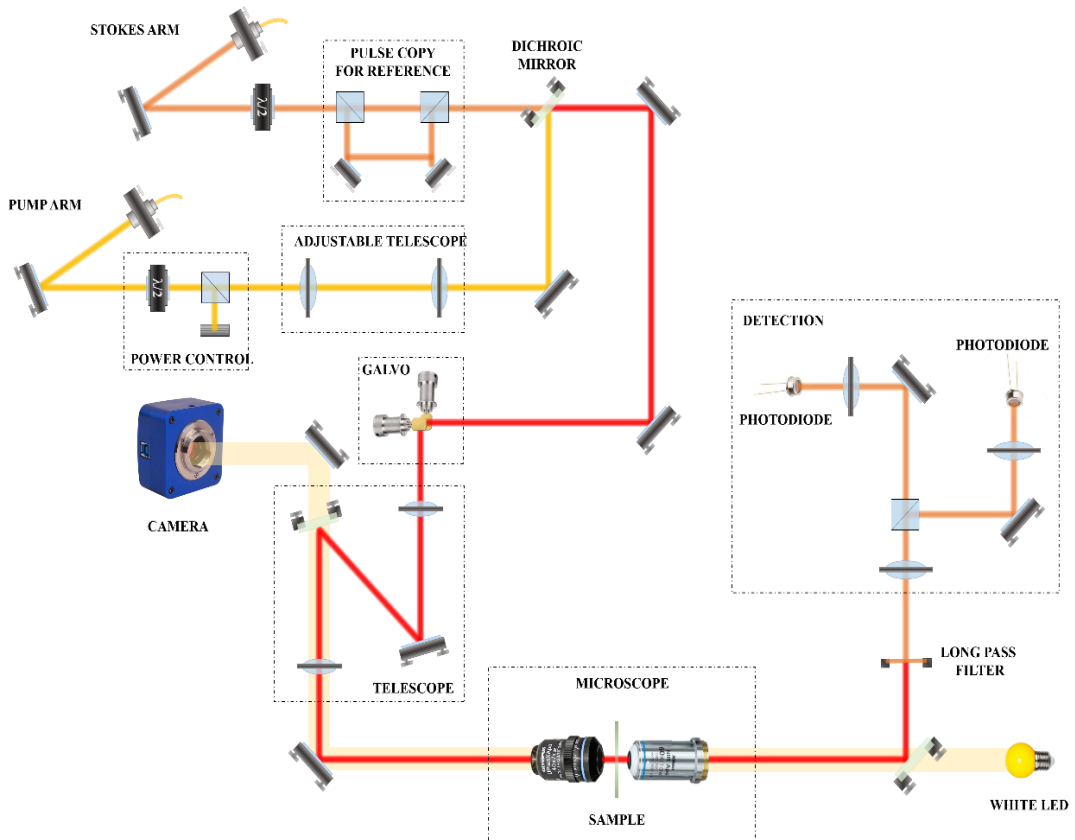 STOKES ARM
PULSE COPY
FOR REFERENCE
DICHROIC
MIRROR
λ/2
PUMP ARM
ADJUSTABLE TELESCOPE
λ/2
POWER CONTROL
GALVO
DETECTION
PHOTODIODE
PHOTODIODE
CAMERA
TELESCOPE
MICROSCOPE
LONG PASS
FILTER
SAMPLE
WHITE LED